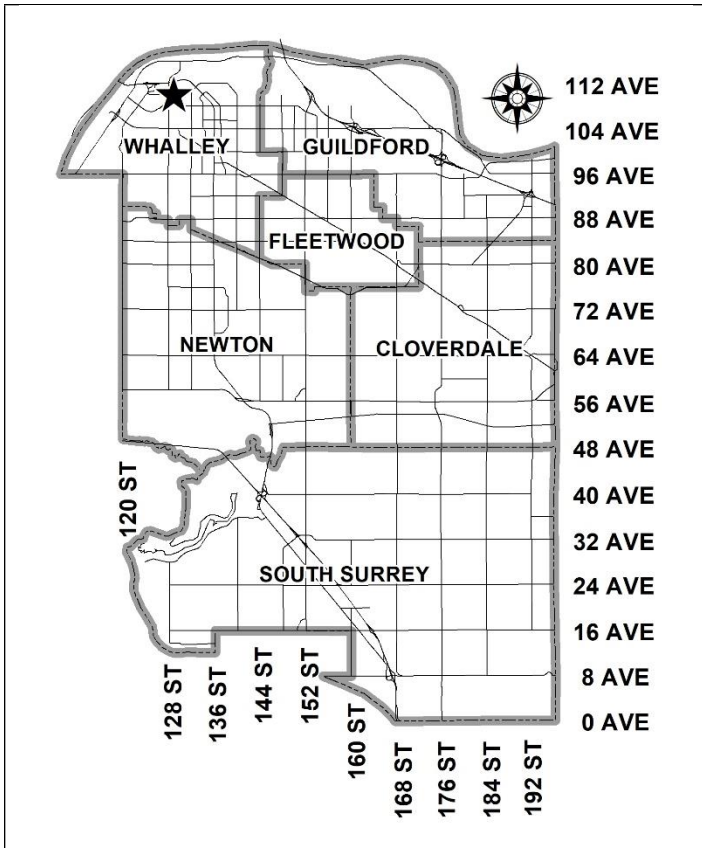 112 AVE
104 AVE
WHALLEY
GUILDFORD
96 AVE
88 AVE
FLEETWOOD
80 AVE
72 AVE
NEWTON
CLOVERDALE
64 AVE
56 AVE
48 AVE
120 ST
40 AVE
32 AVE
SOUTH SURREY
24 AVE
16 AVE
8 AVE
0 AVE
128 ST
136 ST
144 ST
152 ST
160 ST
168 ST
176 ST
184 ST
192 ST